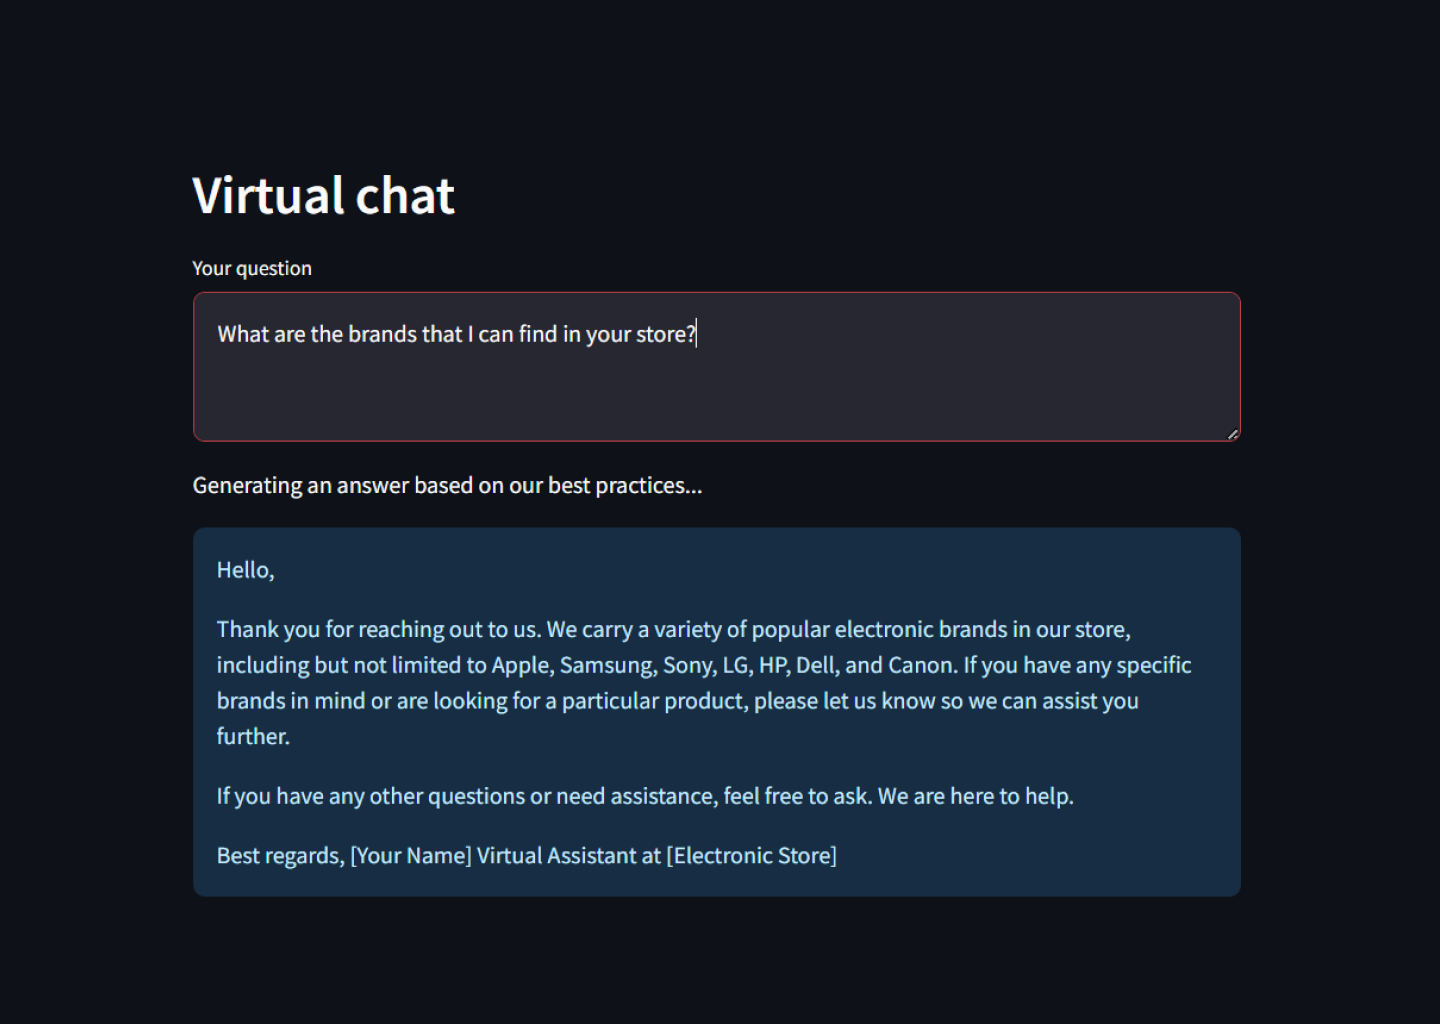 Virtual chat
Your question
What are the brands that I can find in your store?
Generating an answer based on our best practices...
Hello,
Thank you for reaching out to us. We carry a variety of popular electronic brands in our store,
including but not limited to Apple, Samsung, Sony, LG, HP, Dell, and Canon. If you have any specific
brands in mind or are looking for a particular product, please let us know so we can assist you
further.
If you have any other questions or need assistance, feel free to ask. We are here to help.
Best regards, [Your Name] Virtual Assistant at [Electronic Store]